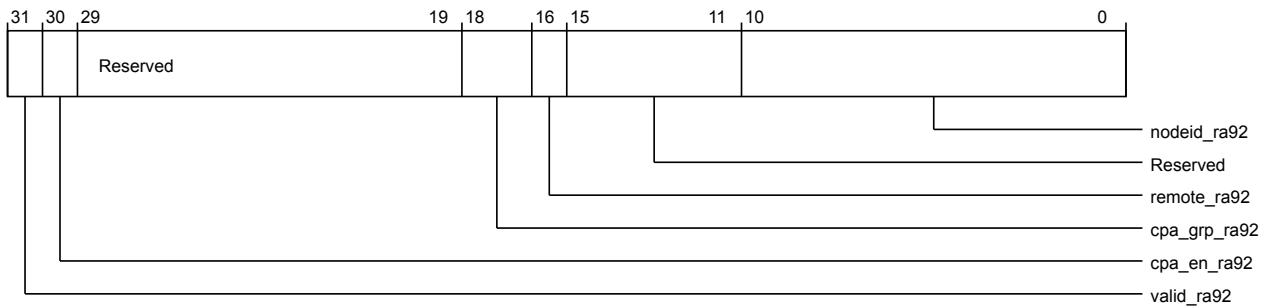 31 30 29 19 18 16 15 11 10 0
Reserved
nodeid_ra92
Reserved
remote_ra92
cpa_grp_ra92
cpa_en_ra92
valid_ra92